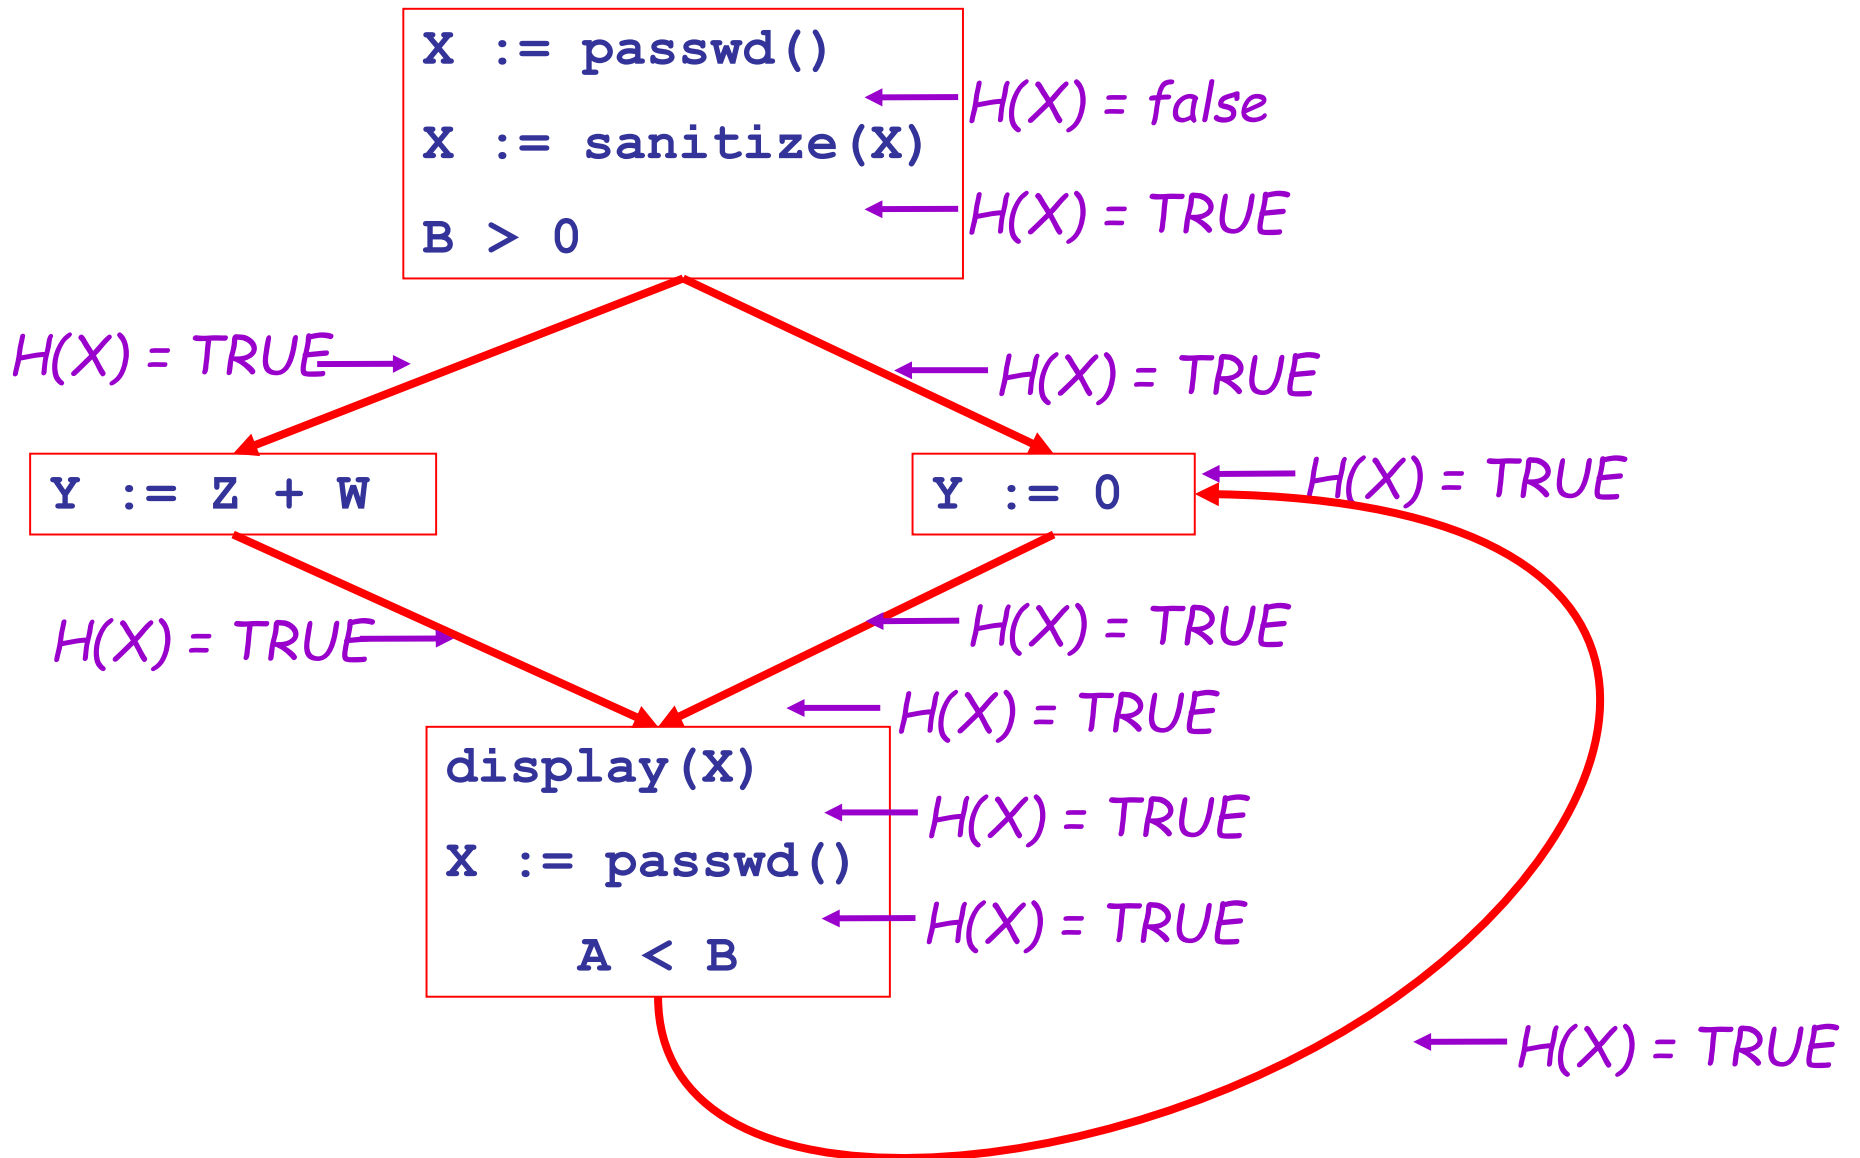 X := passwd()
H(X) = false
X := sanitize(X)
H(X) = TRUE
B > 0
H(X) = TRUE
H(X) = TRUE
Y := Z + W
Y := 0
H(X) = TRUE
H(X) = TRUE
H(X) = TRUE
H(X) = TRUE
display(X)
H(X) = TRUE
X := passwd()
H(X) = TRUE
A < B
H(X) = TRUE